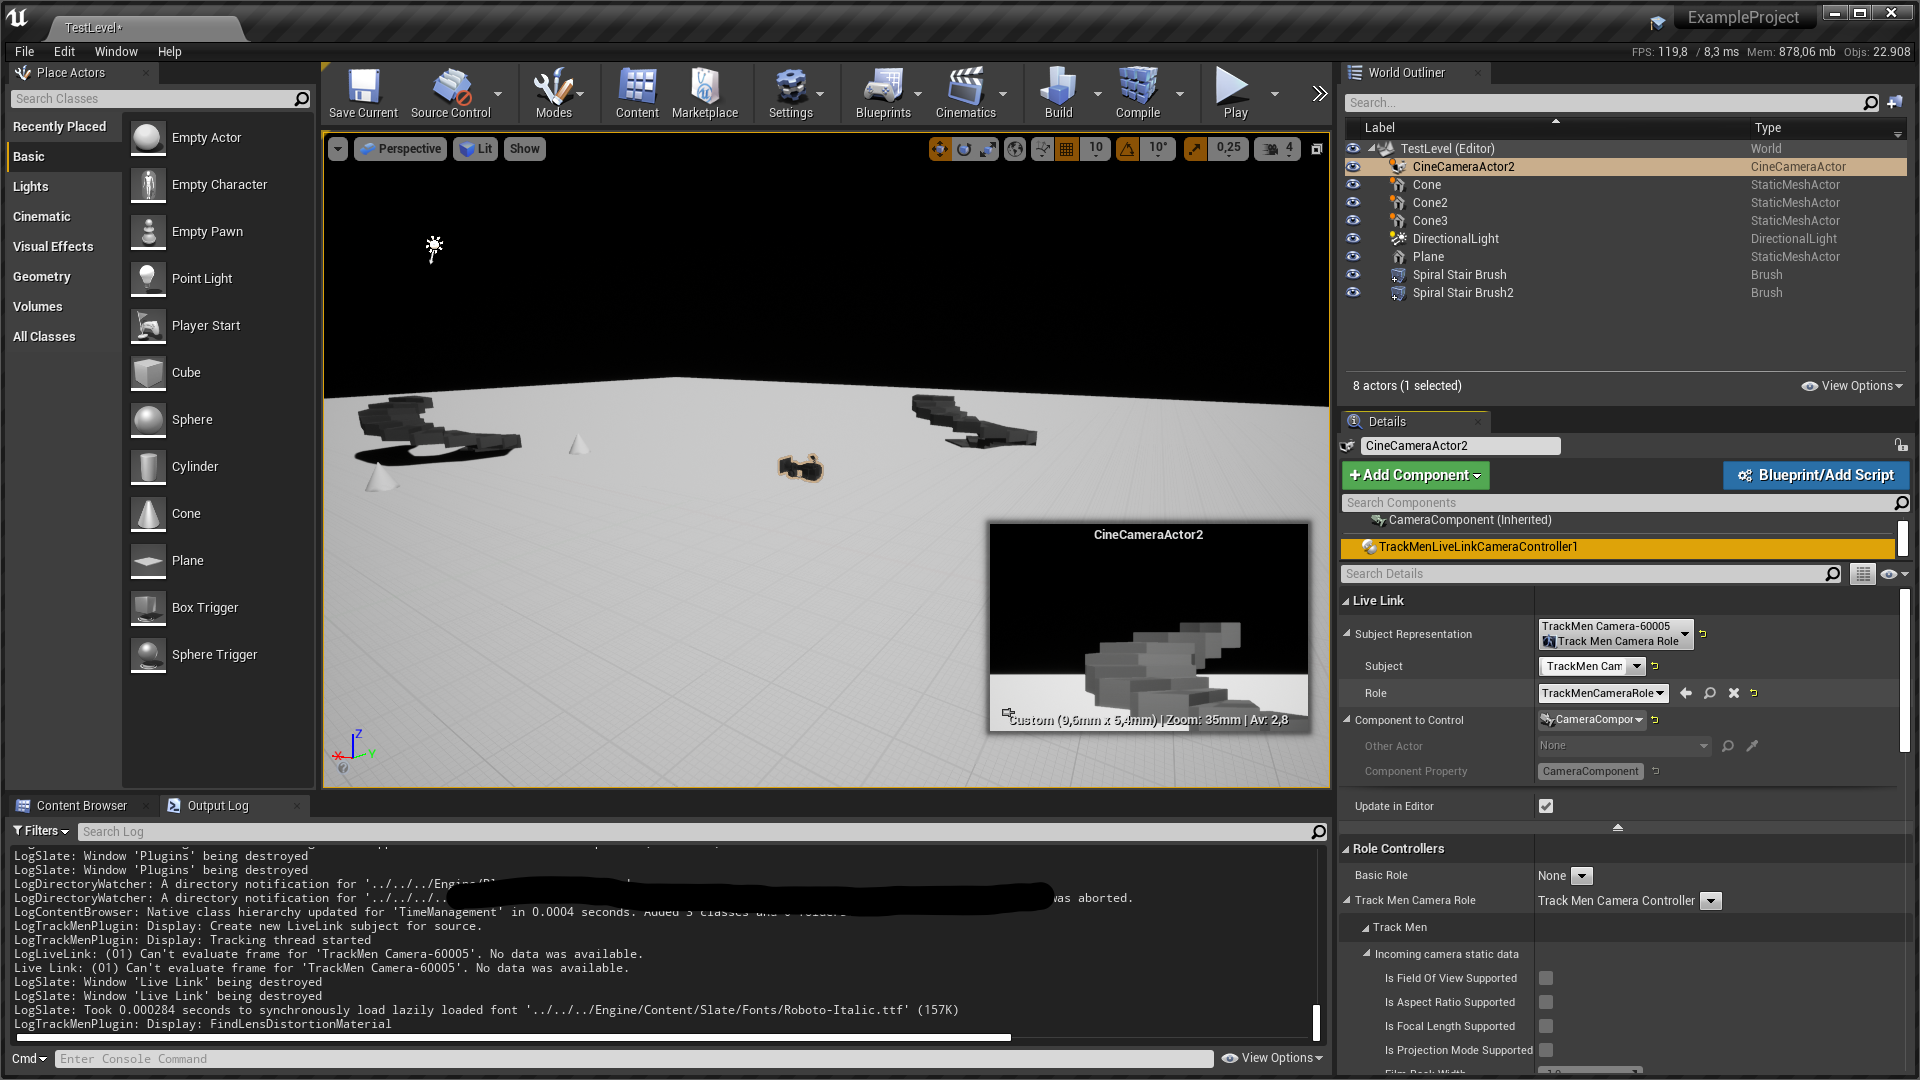 TestLevel*
ExampleProject
File Edit Window Help
FPS: 119,8 / 8,3 ms Mem: 878,06 mb Objs: 22.908
Place Actors
Search Classes
Recently Placed
Basic
Lights
Cinematic
Visual Effects
Geometry
Volumes
All Classes
Empty Actor
Empty Character
Empty Pawn
Point Light
Player Start
Cube
Sphere
Cylinder
Cone
Plane
Box Trigger
Sphere Trigger
Save Current
Source Control
Modes
Content
Marketplace
Settings
Blueprints
Cinematics
Build
Compile
Play
Perspective
Lit
Show
10
10°
0,25
4
CineCameraActor2
Custom (9,6mm x 5,4mm) | Zoom: 35mm | Av: 2,8
X
Y
Z
World Outliner
Search...
Label Type
TestLevel (Editor) World
CineCameraActor2 CineCameraActor
Cone StaticMeshActor
Cone2 StaticMeshActor
Cone3 StaticMeshActor
DirectionalLight DirectionalLight
Plane StaticMeshActor
Spiral Stair Brush Brush
Spiral Stair Brush2 Brush
8 actors (1 selected)
View Options
Details
CineCameraActor2
+ Add Component
Blueprint/Add Script
Search Components
CameraComponent (Inherited)
TrackMenLiveLinkCameraController1
Search Details
Live Link
Subject Representation
TrackMen Camera-60005
Track Men Camera Role
Subject
TrackMen Cam
Role
TrackMenCameraRole
Component to Control
CameraCompor
Other Actor
None
Component Property
CameraComponent
Update in Editor
Role Controllers
Basic Role
None
Track Men Camera Role
Track Men Camera Controller
Track Men
Incoming camera static data
Is Field Of View Supported
Is Aspect Ratio Supported
Is Focal Length Supported
Is Projection Mode Supported
Content Browser
Output Log
Filters
Search Log
LogSlate: Window 'Plugins' being destroyed
LogSlate: Window 'Plugins' being destroyed
LogDirectoryWatcher: A directory notification for '../../../Engine/
LogDirectoryWatcher: A directory notification for '../../../ was aborted.
LogContentBrowser: Native class hierarchy updated for 'TimeManagement' in 0.0004 seconds. Added 3 classes and 0 folders
LogTrackMenPlugin: Display: Create new LiveLink subject for source.
LogTrackMenPlugin: Display: Tracking thread started
LogLiveLink: (01) Can't evaluate frame for 'TrackMen Camera-60005'. No data was available.
Live Link: (01) Can't evaluate frame for 'TrackMen Camera-60005'. No data was available.
LogSlate: Window 'Live Link' being destroyed
LogSlate: Window 'Live Link' being destroyed
LogSlate: Took 0.000284 seconds to synchronously load lazily loaded font '../../../Engine/Content/Slate/Fonts/Roboto-Italic.ttf' (157K)
LogTrackMenPlugin: Display: FindLensDistortionMaterial
Cmd
Enter Console Command
View Options